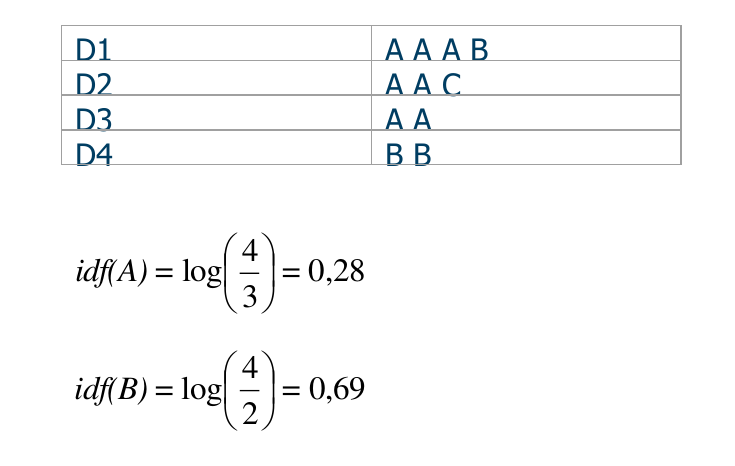 D1 A A A B
D2 A A C
D3 A A
D4 B B
idf(A) = log(4/3) = 0,28
idf(B) = log(4/2) = 0,69